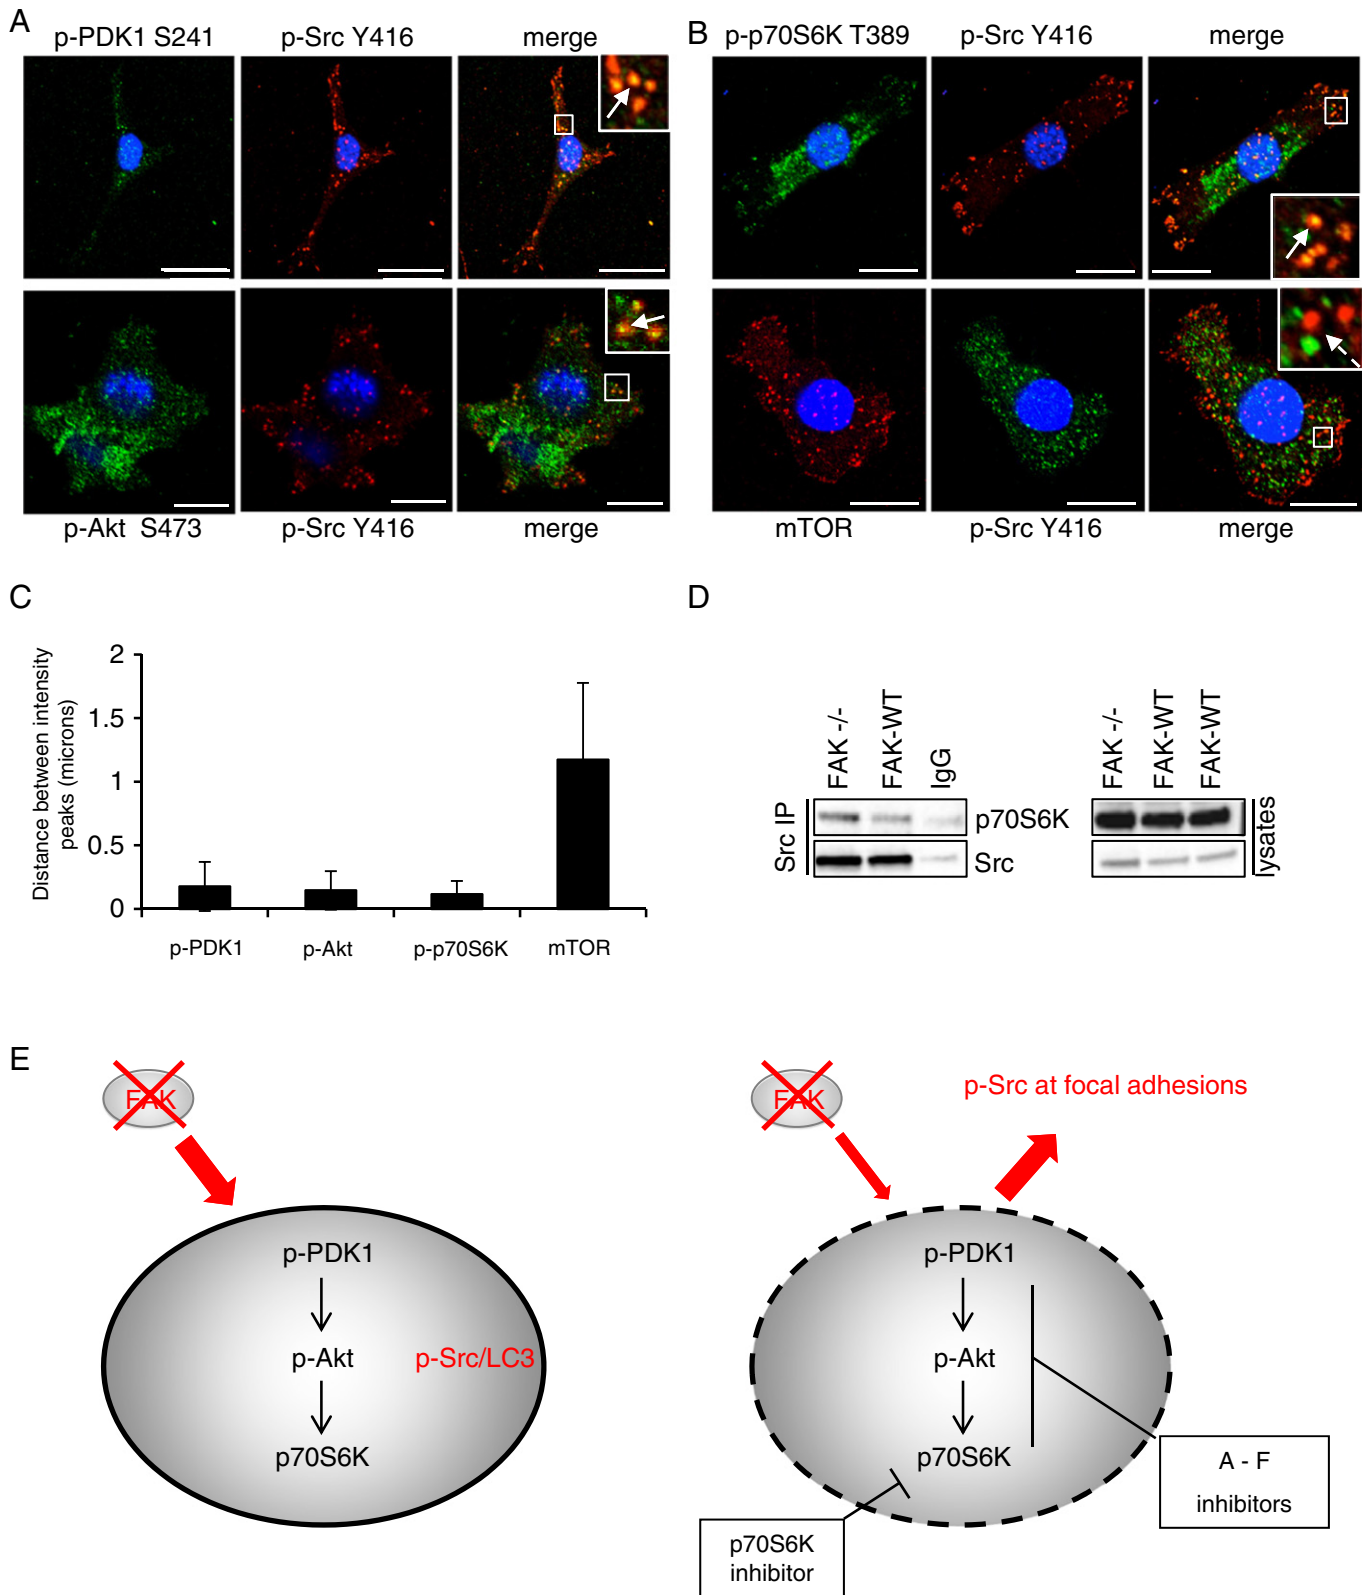 A
p-PDK1 S241
p-Src Y416
merge
p-Akt S473
p-Src Y416
merge
B
p-p70S6K T389
p-Src Y416
merge
mTOR
p-Src Y416
merge
C
Distance between intensity
peaks (microns)
2
1.5
1
0.5
0
p-PDK1
p-Akt
p-p70S6K
mTOR
D
FAK -/-
FAK-WT
IgG
FAK -/-
FAK-WT
FAK-WT
Src IP
p70S6K
Src
lysates
E
FAK
p-PDK1
p-Akt
p-Src/LC3
p70S6K
FAK
p-Src at focal adhesions
p-PDK1
p-Akt
p70S6K
A - F
inhibitors
p70S6K
inhibitor